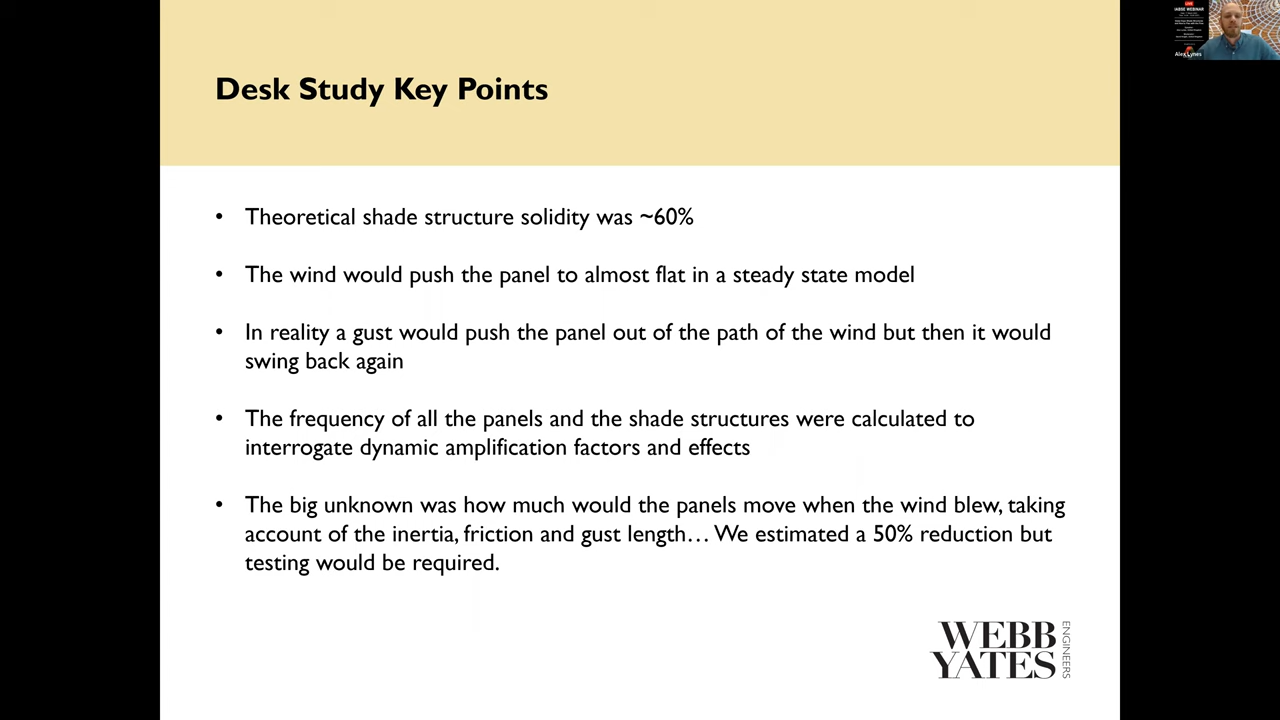 Desk Study Key Points
• Theoretical shade structure solidity was ~60%
• The wind would push the panel to almost flat in a steady state model
• In reality a gust would push the panel out of the path of the wind but then it would
swing back again
• The frequency of all the panels and the shade structures were calculated to
interrogate dynamic amplification factors and effects
• The big unknown was how much would the panels move when the wind blew, taking
account of the inertia, friction and gust length... We estimated a 50% reduction but
testing would be required.
WEBB
YATES
ENGINEERS
LIVE
IABSE WEBINAR
Alex Lynes